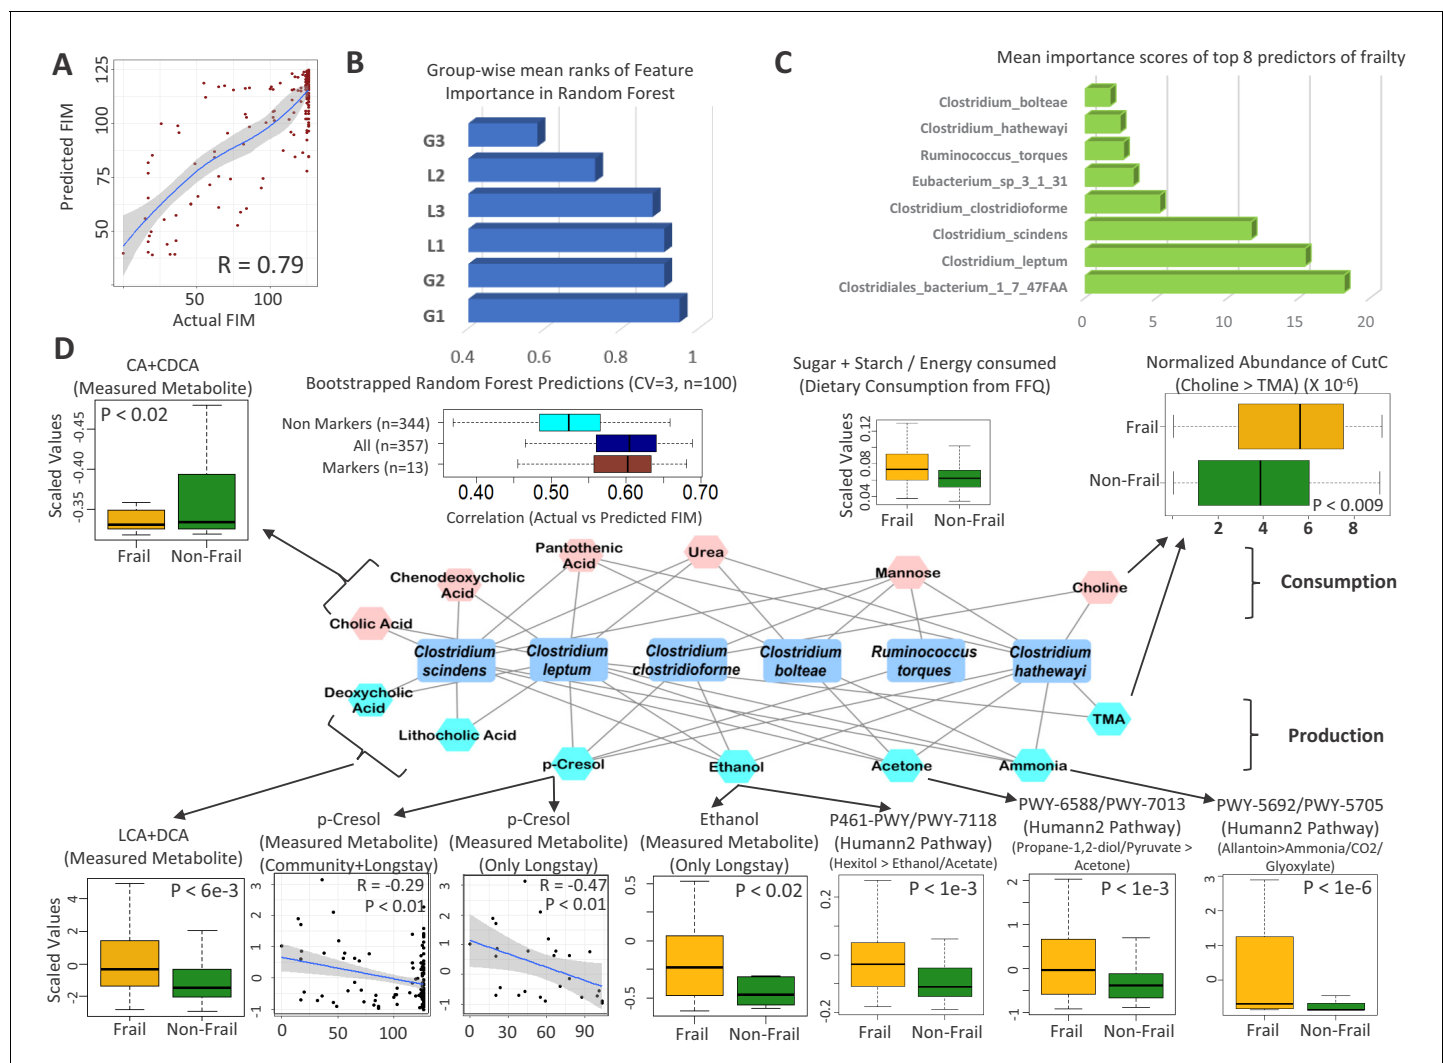 A
125
100
75
50
Predicted FIM
R = 0.79
50
100
Actual FIM
B
Group-wise mean ranks of Feature
Importance in Random Forest
G3
L2
L3
L1
G2
G1
0.4
0.6
0.8
1
C
Mean importance scores of top 8 predictors of frailty
Clostridium_bolteae
Clostridium_hathewayi
Ruminococcus_torques
Eubacterium_sp_3_1_31
Clostridium_clostridioforme
Clostridium_scindens
Clostridium_leptum
Clostridiales_bacterium_1_7_47FAA
0
5
10
15
20
D
CA+CDCA
(Measured Metabolite)
P < 0.02
Scaled Values
-0.45
-0.40
-0.35
Frail
Non-Frail
Bootstrapped Random Forest Predictions (CV=3, n=100)
Non Markers (n=344)
All (n=357)
Markers (n=13)
0.40
0.50
0.60
0.70
Correlation (Actual vs Predicted FIM)
Sugar + Starch / Energy consumed
(Dietary Consumption from FFQ)
Scaled Values
0.12
0.08
0.04
Frail
Non-Frail
Normalized Abundance of CutC
(Choline > TMA) (X 10-6)
Frail
Non-Frail
P < 0.009
2
4
6
8
Pantothenic
Acid
Urea
Mannose
Chenodeoxycholic
Acid
Choline
Cholic Acid
Consumption
Clostridium
scindens
Clostridium
leptum
Clostridium
clostridioforme
Clostridium
bolteae
Ruminococcus
torques
Clostridium
hathewayi
Deoxycholic
Acid
Lithocholic Acid
TMA
p-Cresol
Ethanol
Acetone
Ammonia
Production
LCA+DCA
(Measured Metabolite)
P < 6e-3
Scaled Values
4
2
0
-2
Frail
Non-Frail
p-Cresol
(Measured Metabolite)
(Community+Longstay)
R = -0.29
P < 0.01
3
2
1
0
-1
0
50
100
p-Cresol
(Measured Metabolite)
(Only Longstay)
R = -0.47
P < 0.01
3
2
1
0
-1
0
30
60
90
Ethanol
(Measured Metabolite)
(Only Longstay)
P < 0.02
0.5
0
-0.5
Frail
Non-Frail
P461-PWY/PWY-7118
(Humann2 Pathway)
(Hexitol > Ethanol/Acetate)
P < 1e-3
0.2
0
-0.2
Frail
Non-Frail
PWY-6588/PWY-7013
(Humann2 Pathway)
(Propane-1,2-diol/Pyruvate >
Acetone)
P < 1e-3
2
1
0
-1
Frail
Non-Frail
PWY-5692/PWY-5705
(Humann2 Pathway)
(Allantoin>Ammonia/CO2/
Glyoxylate)
P < 1e-6
3
2
1
0
Frail
Non-Frail